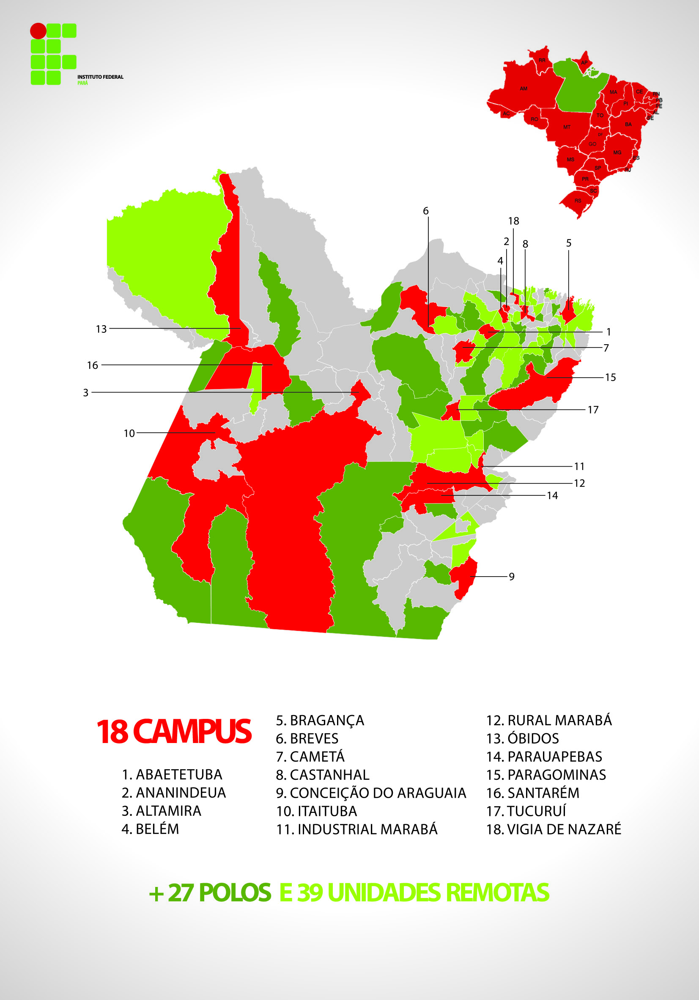 INSTITUTO FEDERAL
PARÁ
RR
AP
AM
MA
CE
RN
PB
PI
PE
AL
AC
TO
SE
RO
BA
MT
DF
GO
MG
ES
MS
SP
RJ
PR
SC
RS
6
18
2
8
5
4
13
1
7
16
15
3
17
10
11
12
14
9
18 CAMPUS
1. ABAETETUBA
2. ANANINDEUA
3. ALTAMIRA
4. BELÉM
5. BRAGANÇA
6. BREVES
7. CAMETÁ
8. CASTANHAL
9. CONCEIÇÃO DO ARAGUAIA
10. ITAITUBA
11. INDUSTRIAL MARABÁ
12. RURAL MARABÁ
13. ÓBIDOS
14. PARAUAPEBAS
15. PARAGOMINAS
16. SANTARÉM
17. TUCURUÍ
18. VIGIA DE NAZARÉ
+ 27 POLOS E 39 UNIDADES REMOTAS